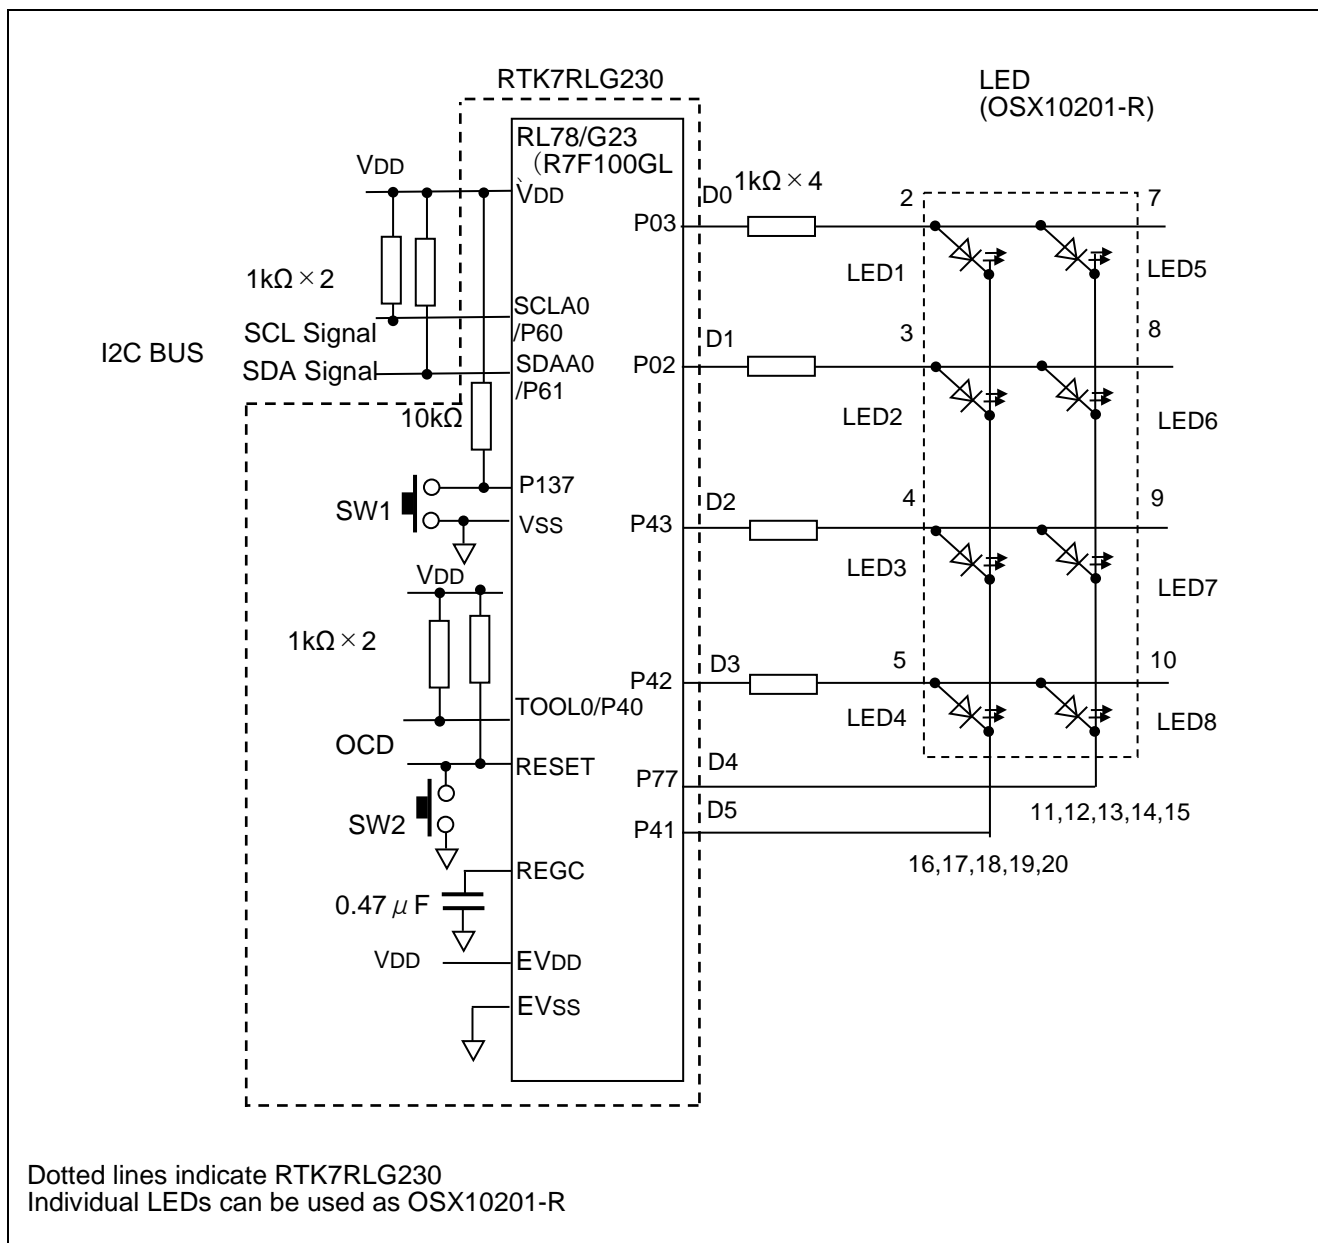 RTK7RLG230
LED
(OSX10201-R)
RL78/G23
（R7F100GL
、
VDD
VDD
D0
1kΩ×4
2
7
P03
LED1
LED5
1kΩ×2
SCLA0
/P60
SCL Signal
I2C BUS
SDA Signal
SDAA0
/P61
D1
3
8
P02
LED2
LED6
10kΩ
P137
SW1
VSS
D2
4
9
P43
LED3
LED7
VDD
1kΩ×2
D3
5
10
P42
LED4
LED8
TOOL0/P40
OCD
RESET
D4
P77
SW2
D5
P41
11,12,13,14,15
16,17,18,19,20
REGC
0.47μF
VDD
EVDD
EVSS
Dotted lines indicate RTK7RLG230
Individual LEDs can be used as OSX10201-R